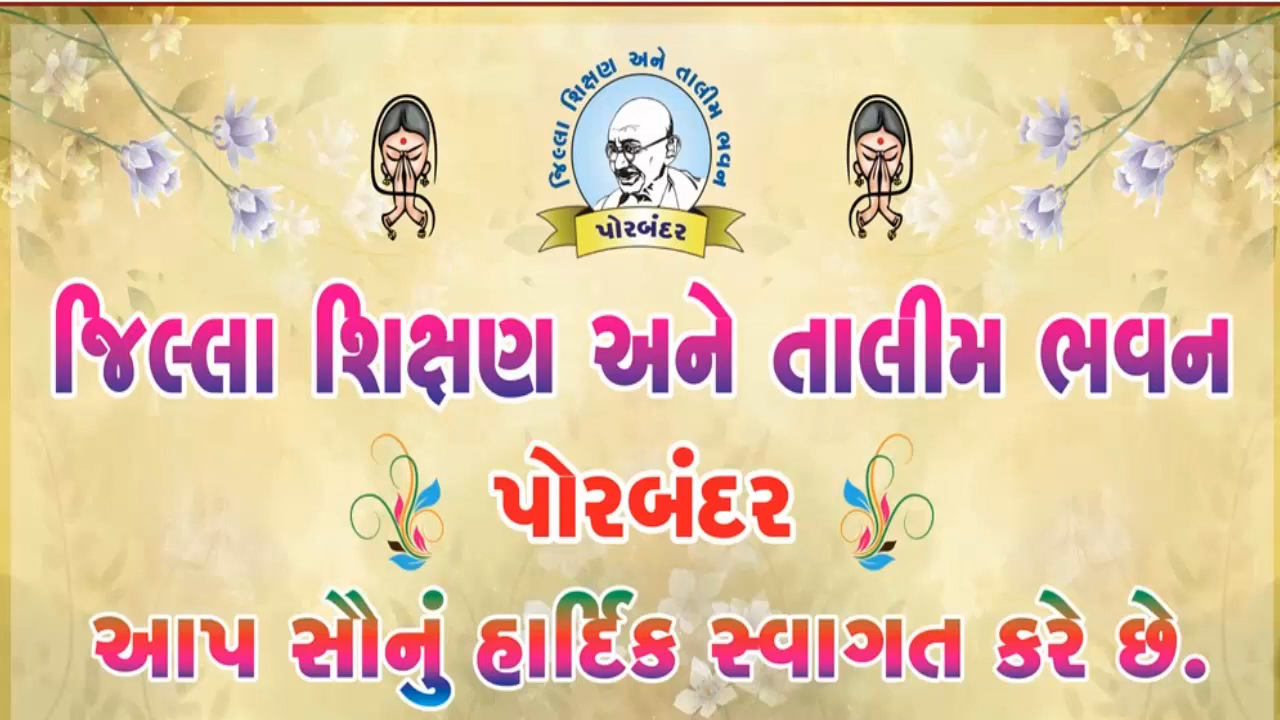 જિલ્લા શિક્ષણ અને તાલીમ ભવન
પોરબંદર
જિલ્લા શિક્ષણ અને તાલીમ ભવન
પોરબંદર
આપ સૌનું હાર્દિક સ્વાગત કરે છે.